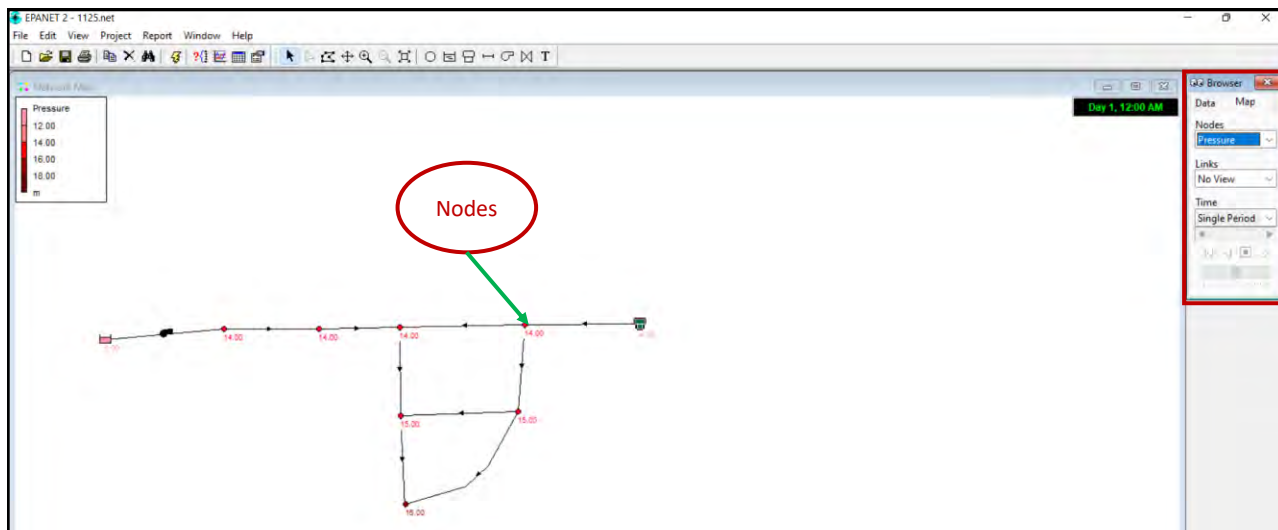 EPANET 2 - 1125.net
File Edit View Project Report Window Help
T
Network Map
Day 1, 12:00 AM
Pressure
12.00
14.00
16.00
18.00
m
Browser
Data Map
Nodes
Pressure
Links
No View
Time
Single Period
Nodes
14.00
14.00
14.00
14.00
15.00
15.00
16.00